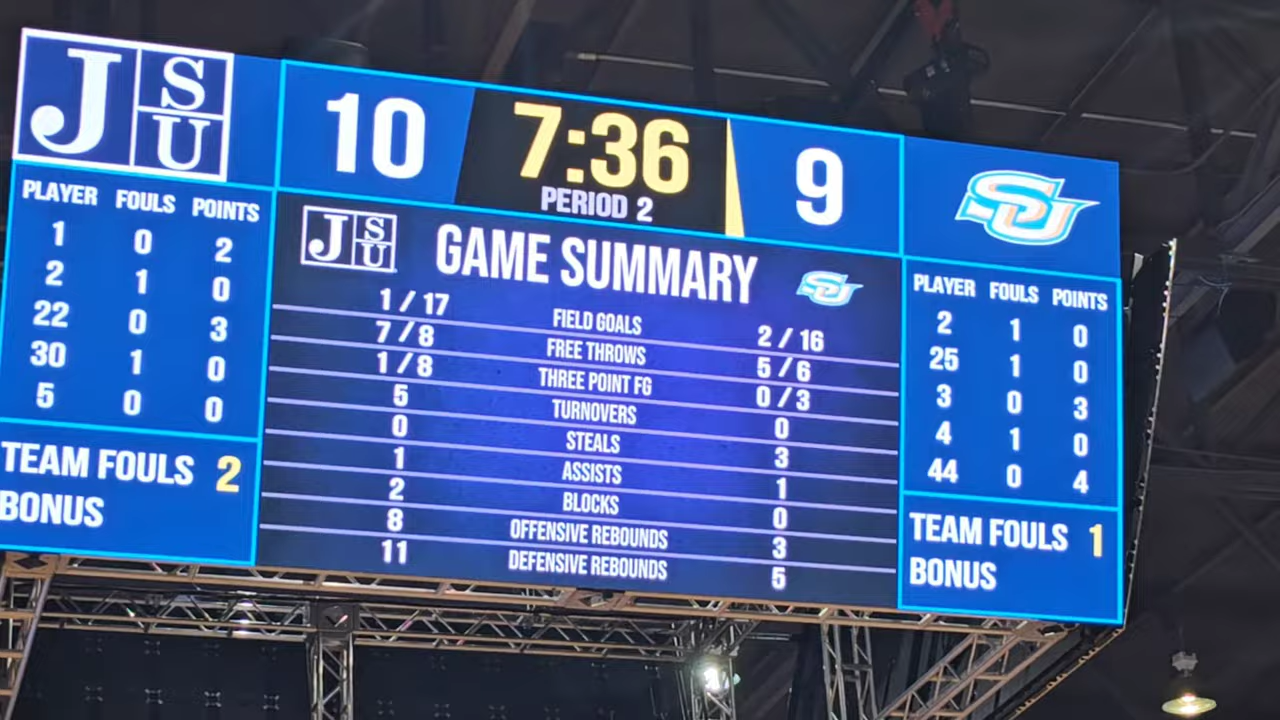 J SU
10
7:36
PERIOD 2
9
SU
PLAYER FOULS POINTS
1 0 2
2 1 0
22 0 3
30 1 0
5 0 0
TEAM FOULS 2
BONUS
J SU
GAME SUMMARY
SU
1 / 17 FIELD GOALS 2 / 16
7 / 8 FREE THROWS 5 / 6
1 / 8 THREE POINT FG 0 / 3
5 TURNOVERS 0
0 STEALS 3
1 ASSISTS 1
2 BLOCKS 0
8 OFFENSIVE REBOUNDS 3
11 DEFENSIVE REBOUNDS 5
PLAYER FOULS POINTS
2 1 0
25 1 0
3 0 3
4 1 0
44 0 4
TEAM FOULS 1
BONUS